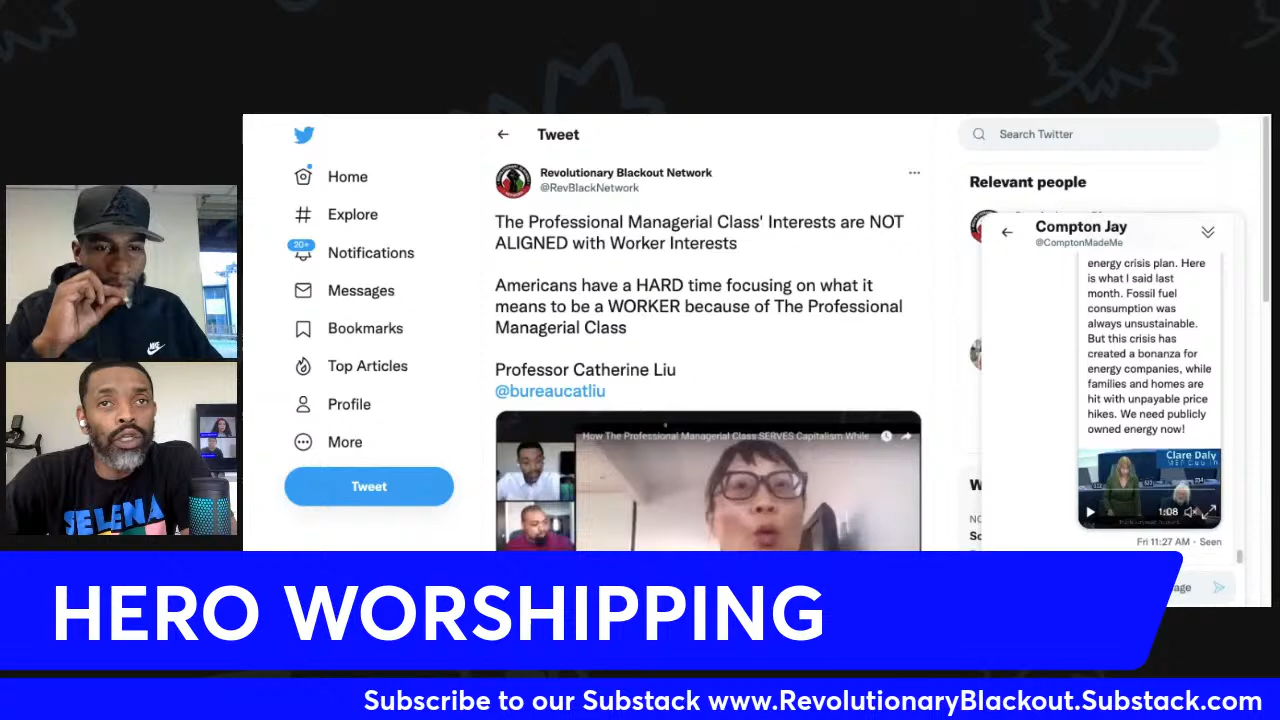 Home
Explore
20+
Notifications
Messages
Bookmarks
Top Articles
Profile
More
Tweet
Tweet
Revolutionary Blackout Network
@RevBlackNetwork
The Professional Managerial Class' Interests are NOT
ALIGNED with Worker Interests
Americans have a HARD time focusing on what it
means to be a WORKER because of The Professional
Managerial Class
Professor Catherine Liu
@bureaucatliu
How The Professional Managerial Class SERVES Capitalism While
Search Twitter
Relevant people
Compton Jay
@ComptonMadeMe
energy crisis plan. Here
is what I said last
month. Fossil fuel
consumption was
always unsustainable.
But this crisis has
created a bonanza for
energy companies, while
families and homes are
hit with unpayable price
hikes. We need publicly
owned energy now!
Clare Daly
1:08
Fri 11:27 AM · Seen
SELENA
HERO WORSHIPPING
Subscribe to our Substack www.RevolutionaryBlackout.Substack.com